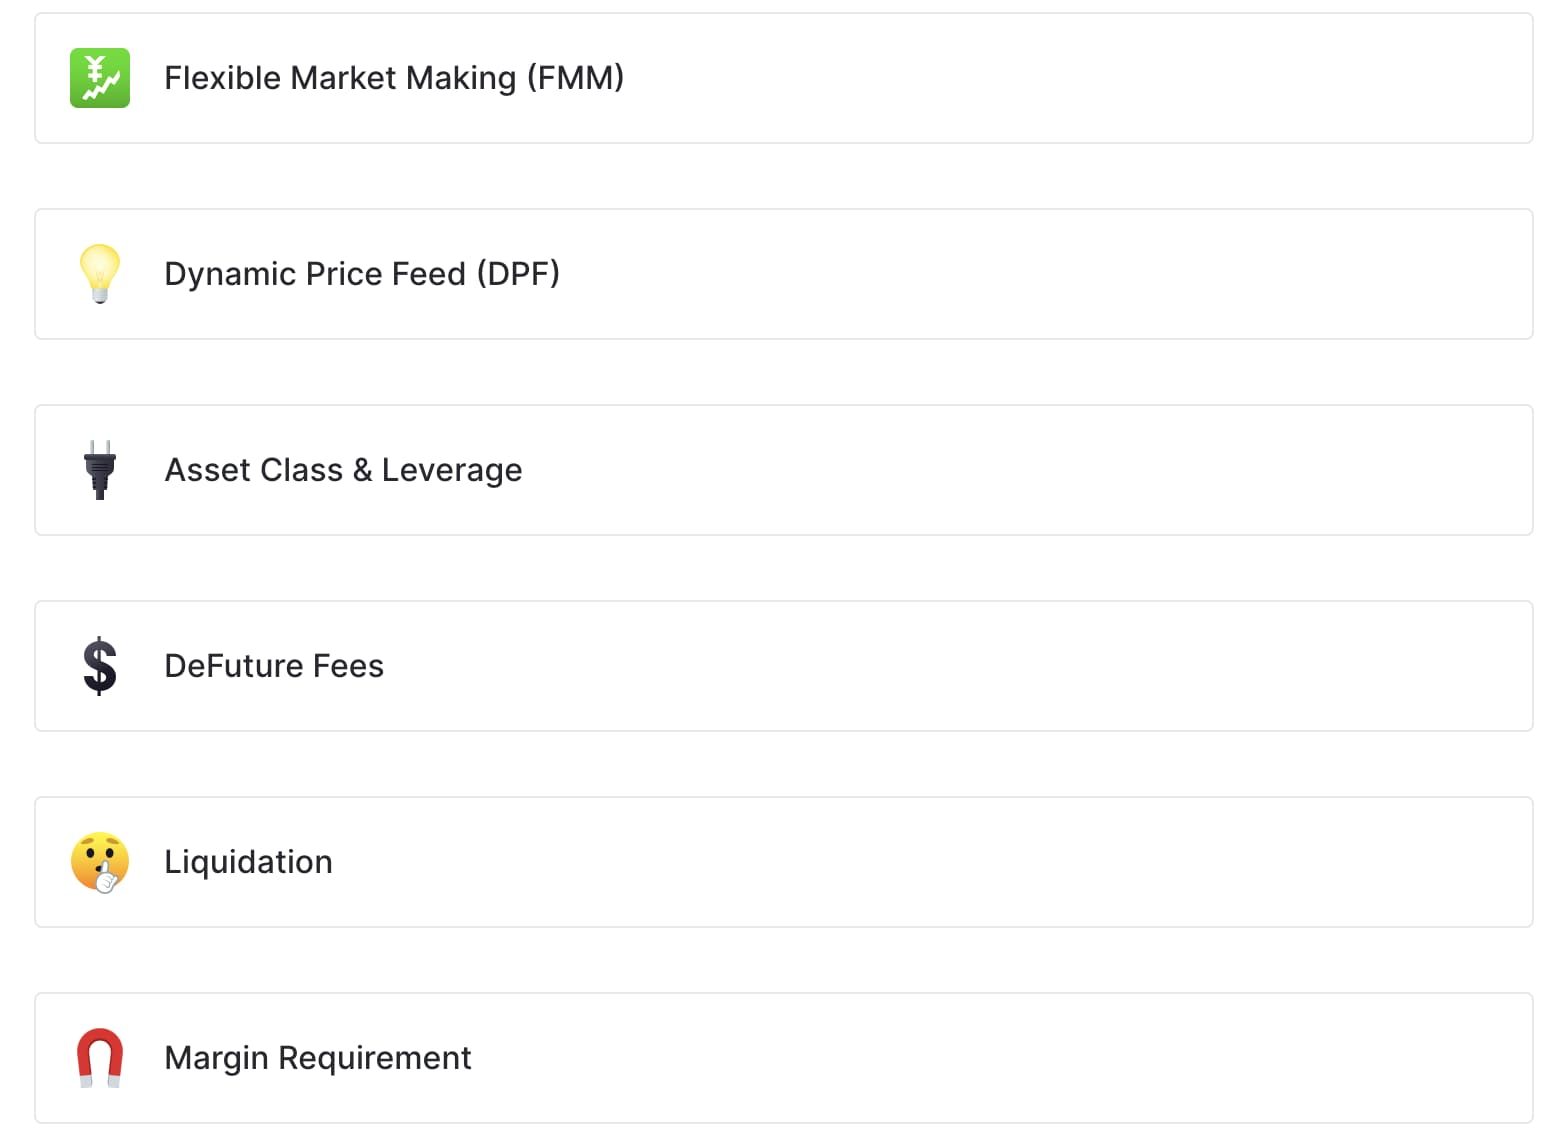 Flexible Market Making (FMM)
Dynamic Price Feed (DPF)
Asset Class & Leverage
DeFuture Fees
Liquidation
Margin Requirement